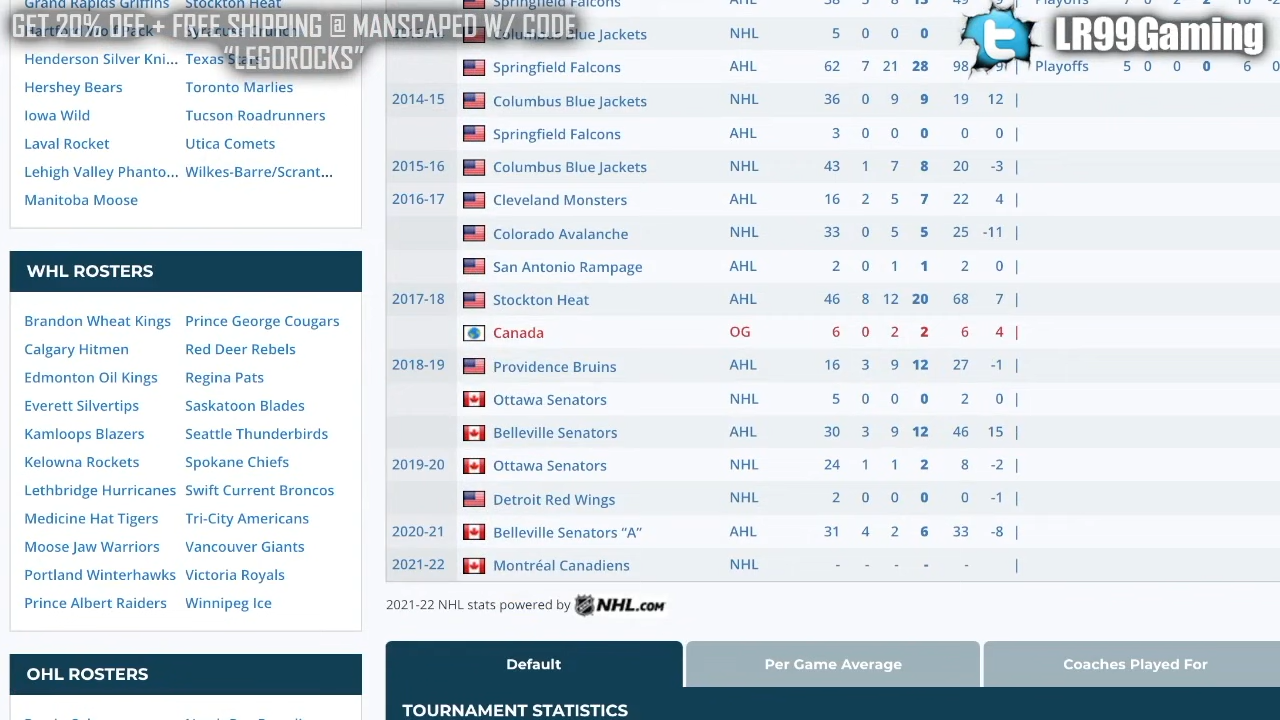 Grand Rapids Griffins Stockton Heat
Hartford Wolf Pack Syracuse Crunch
GET 20% OFF + FREE SHIPPING @ MANSCAPED W/ CODE
"LEGOROCKS"
Henderson Silver Kni... Texas Stars
Hershey Bears Toronto Marlies
Iowa Wild Tucson Roadrunners
Laval Rocket Utica Comets
Lehigh Valley Phanto... Wilkes-Barre/Scrant...
Manitoba Moose
WHL ROSTERS
Brandon Wheat Kings Prince George Cougars
Calgary Hitmen Red Deer Rebels
Edmonton Oil Kings Regina Pats
Everett Silvertips Saskatoon Blades
Kamloops Blazers Seattle Thunderbirds
Kelowna Rockets Spokane Chiefs
Lethbridge Hurricanes Swift Current Broncos
Medicine Hat Tigers Tri-City Americans
Moose Jaw Warriors Vancouver Giants
Portland Winterhawks Victoria Royals
Prince Albert Raiders Winnipeg Ice
OHL ROSTERS
LR99Gaming
Springfield Falcons AHL Playoffs
Columbus Blue Jackets NHL 5 0 0 0
Springfield Falcons AHL 62 7 21 28 98 | Playoffs 5 0 0 0 6 0
2014-15 Columbus Blue Jackets NHL 36 0 9 9 19 12 |
Springfield Falcons AHL 3 0 0 0 0 0 |
2015-16 Columbus Blue Jackets NHL 43 1 7 8 20 -3 |
2016-17 Cleveland Monsters AHL 16 2 5 7 22 4 |
Colorado Avalanche NHL 33 0 5 5 25 -11 |
San Antonio Rampage AHL 2 0 1 1 2 0 |
2017-18 Stockton Heat AHL 46 8 12 20 68 7 |
Canada OG 6 0 2 2 6 4 |
2018-19 Providence Bruins AHL 16 3 9 12 27 -1 |
Ottawa Senators NHL 5 0 0 0 2 0 |
Belleville Senators AHL 30 3 9 12 46 15 |
2019-20 Ottawa Senators NHL 24 1 1 2 8 -2 |
Detroit Red Wings NHL 2 0 0 0 0 -1 |
2020-21 Belleville Senators “A” AHL 31 4 2 6 33 -8 |
2021-22 Montréal Canadiens NHL - - - - - |
2021-22 NHL stats powered by NHL.COM
Default Per Game Average Coaches Played For
TOURNAMENT STATISTICS